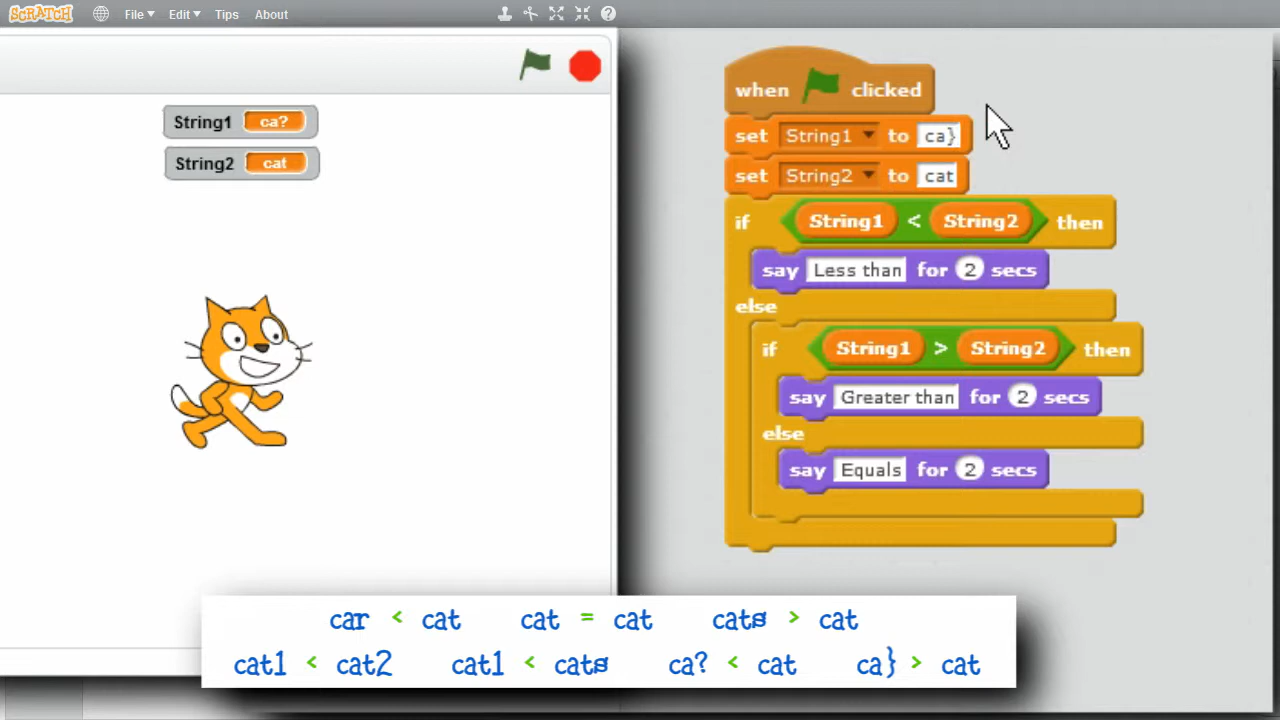 SCRATCH File Edit Tips About
String1 ca?
String2 cat
when clicked
set String1 to ca}
set String2 to cat
if String1 < String2 then
say Less than for 2 secs
else
if String1 > String2 then
say Greater than for 2 secs
else
say Equals for 2 secs
car < cat cat = cat cats > cat
cat1 < cat2 cat1 < cats ca? < cat ca} > cat